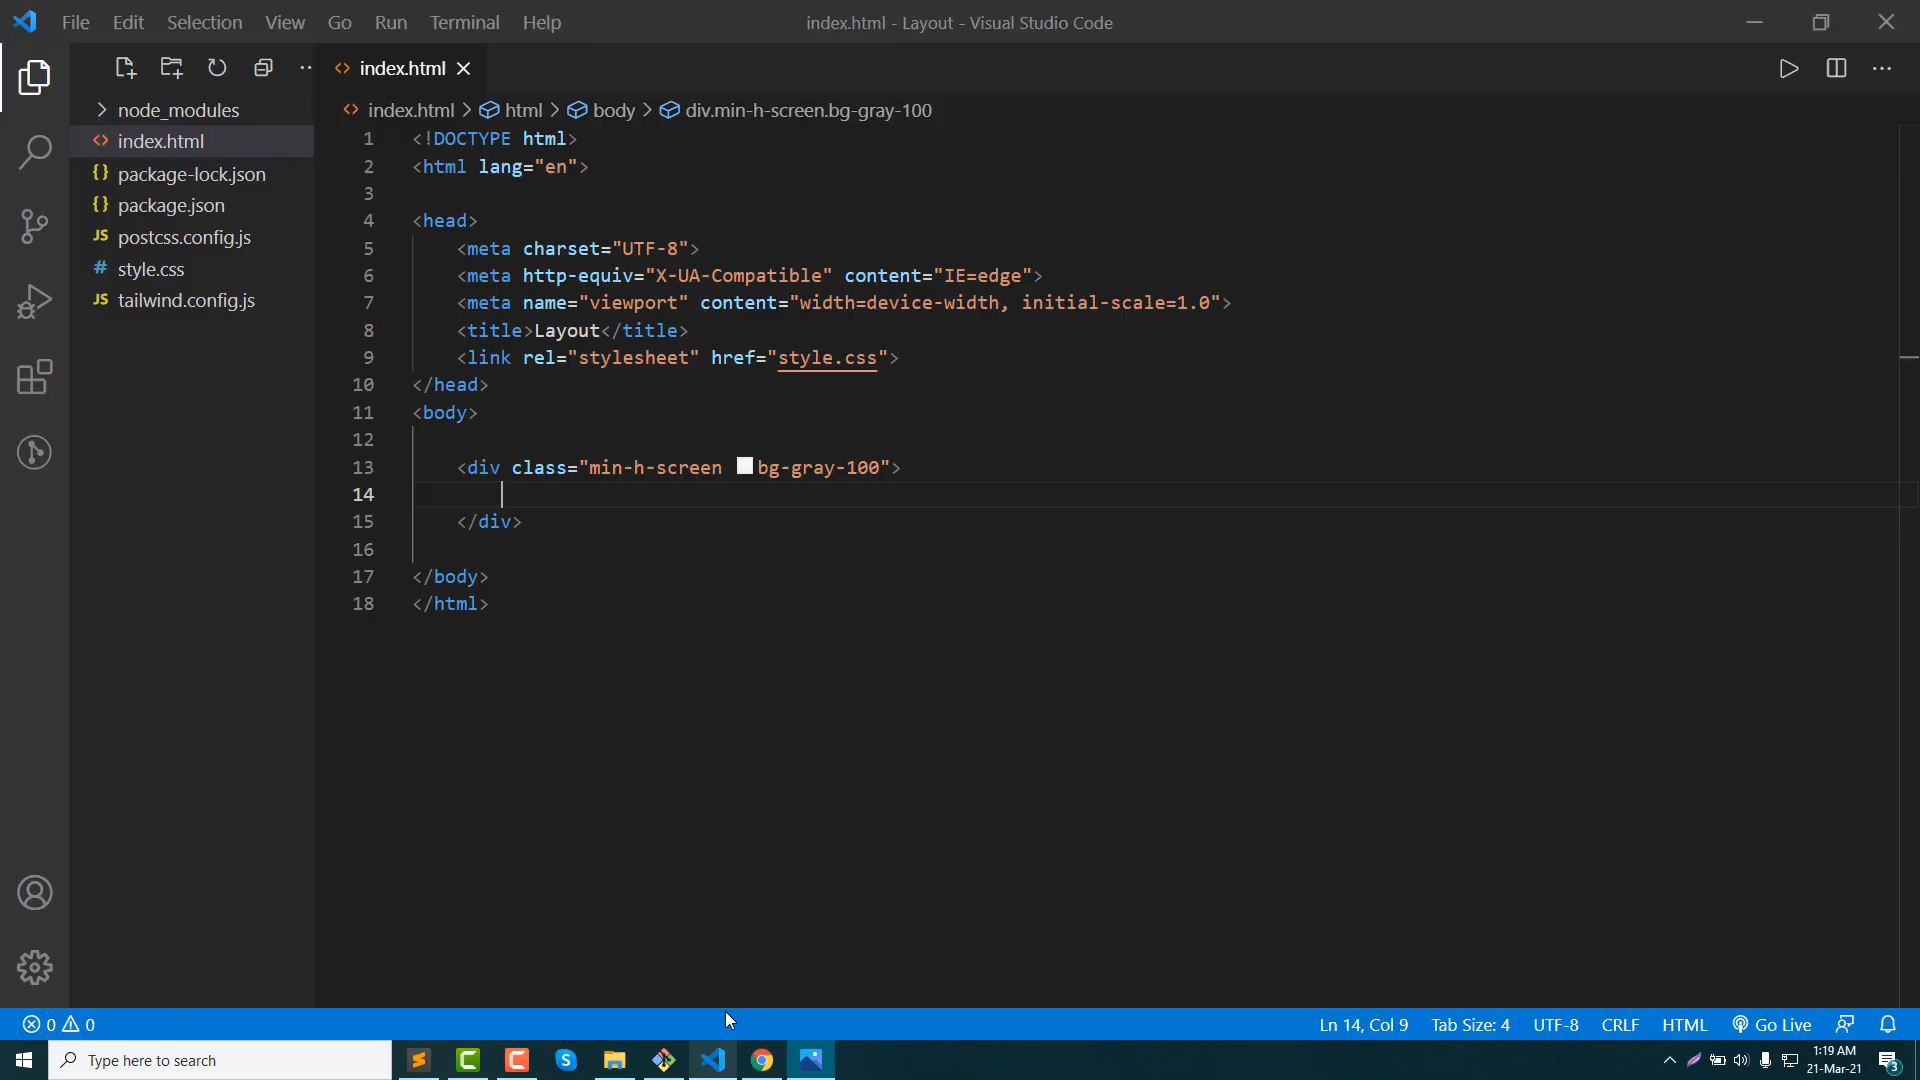 File Edit Selection View Go Run Terminal Help
index.html - Layout - Visual Studio Code
index.html
node_modules
index.html
package-lock.json
package.json
postcss.config.js
style.css
tailwind.config.js
index.html > html > body > div.min-h-screen.bg-gray-100
1 <!DOCTYPE html>
2 <html lang="en">
3
4 <head>
5 <meta charset="UTF-8">
6 <meta http-equiv="X-UA-Compatible" content="IE=edge">
7 <meta name="viewport" content="width=device-width, initial-scale=1.0">
8 <title>Layout</title>
9 <link rel="stylesheet" href="style.css">
10 </head>
11 <body>
12
13 <div class="min-h-screen bg-gray-100">
14
15 </div>
16
17 </body>
18 </html>
0 0
Ln 14, Col 9 Tab Size: 4 UTF-8 CRLF HTML Go Live
Type here to search
1:19 AM
21-Mar-21
3